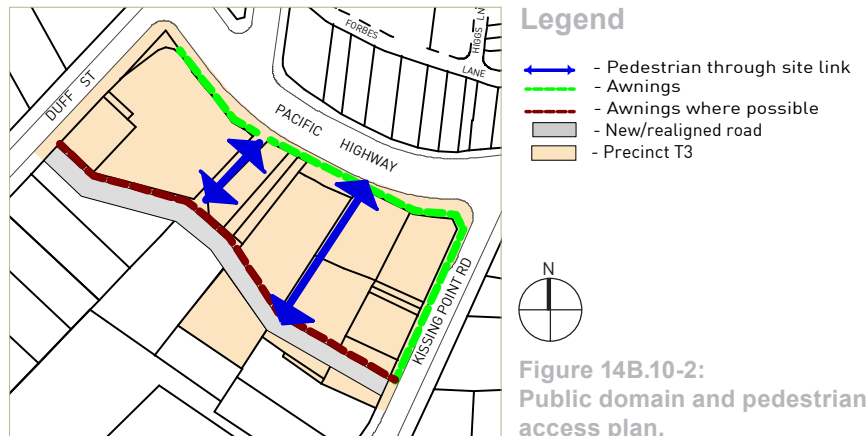 FORBES
LANE
HIGGS LN
DUFF ST
PACIFIC HIGHWAY
KISSING POINT RD
Legend
- Pedestrian through site link
- Awnings
- Awnings where possible
- New/realigned road
- Precinct T3
N
Figure 14B.10-2:
Public domain and pedestrian
access plan.